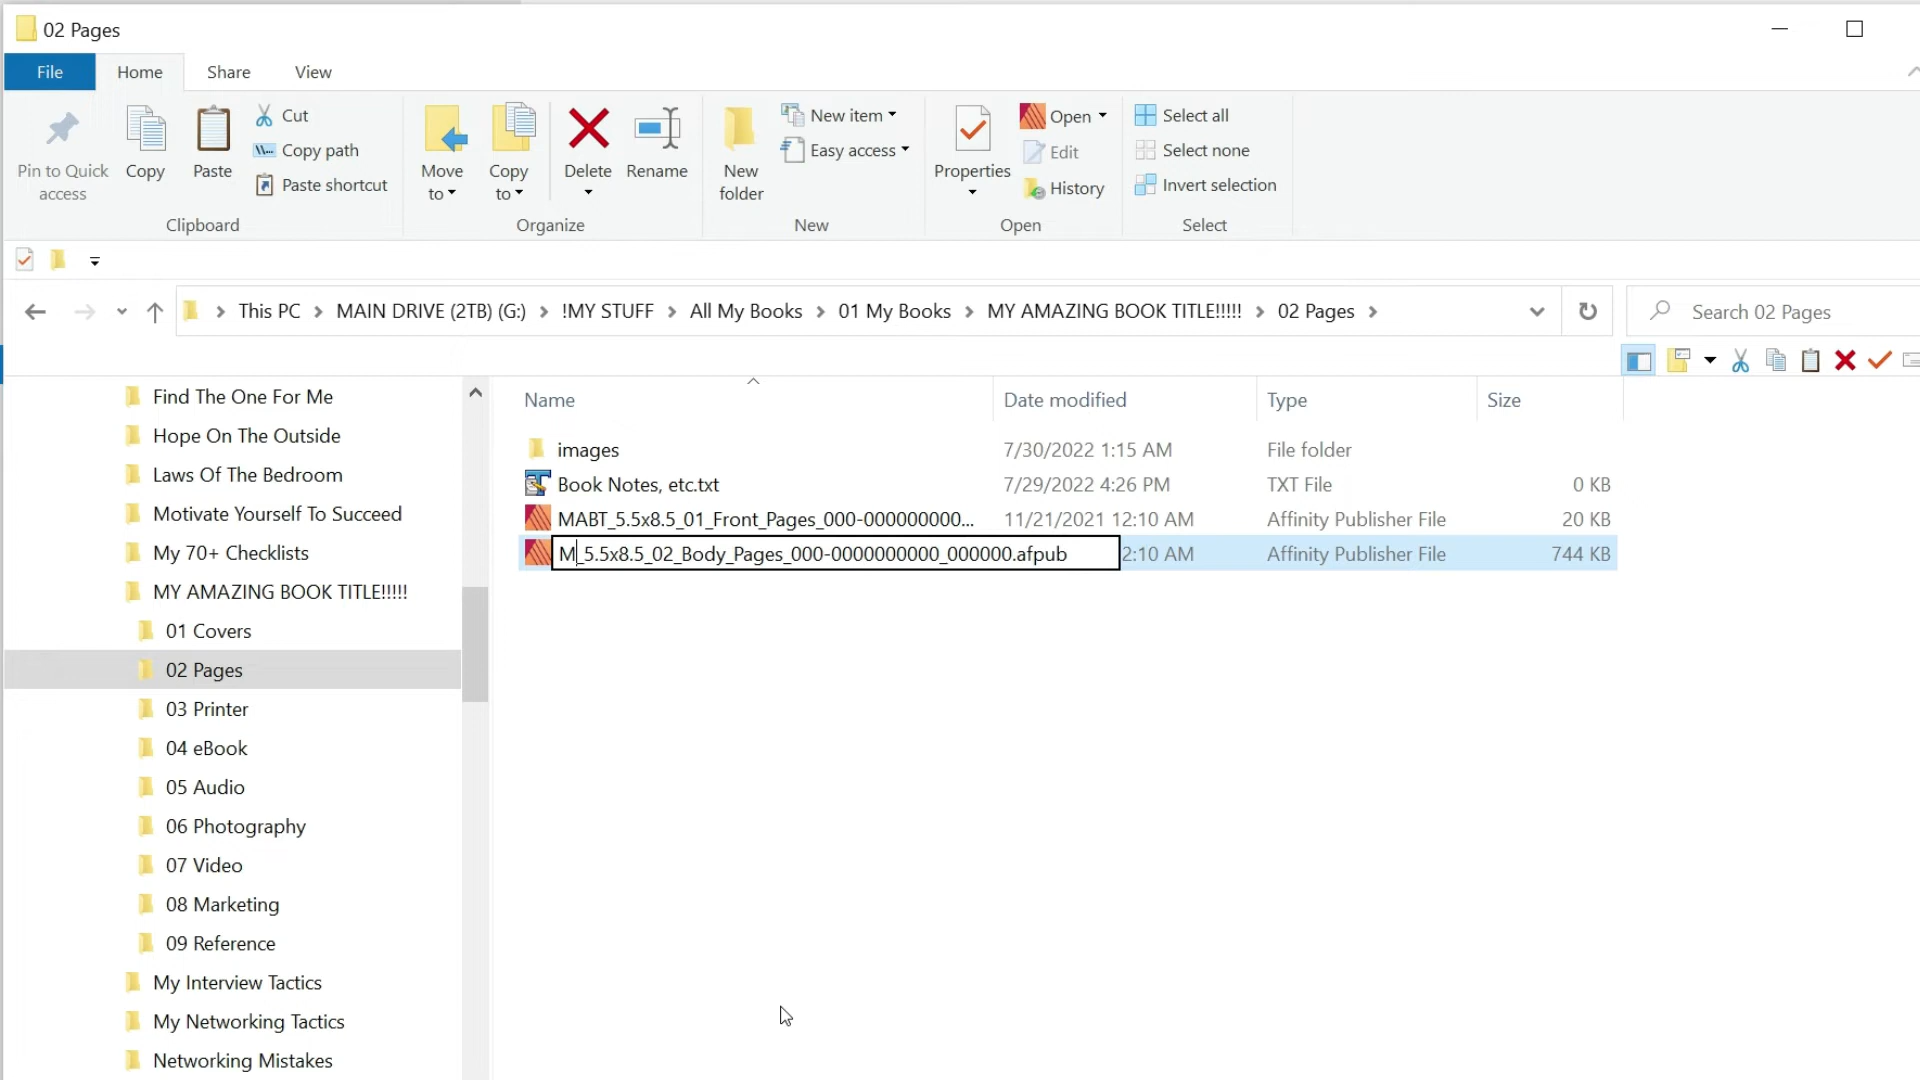 02 Pages
File Home Share View
Pin to Quick access
Copy
Paste
Cut
Copy path
Paste shortcut
Clipboard
Move to
Copy to
Delete
Rename
Organize
New folder
New item
Easy access
New
Properties
Open
Edit
History
Open
Select all
Select none
Invert selection
Select
This PC MAIN DRIVE (2TB) (G:) !MY STUFF All My Books 01 My Books MY AMAZING BOOK TITLE!!!!! 02 Pages
Search 02 Pages
Find The One For Me
Hope On The Outside
Laws Of The Bedroom
Motivate Yourself To Succeed
My 70+ Checklists
MY AMAZING BOOK TITLE!!!!!
01 Covers
02 Pages
03 Printer
04 eBook
05 Audio
06 Photography
07 Video
08 Marketing
09 Reference
My Interview Tactics
My Networking Tactics
Networking Mistakes
Name Date modified Type Size
images 7/30/2022 1:15 AM File folder
Book Notes, etc.txt 7/29/2022 4:26 PM TXT File 0 KB
MABT_5.5x8.5_01_Front_Pages_000-000000000... 11/21/2021 12:10 AM Affinity Publisher File 20 KB
M_5.5x8.5_02_Body_Pages_000-0000000000_000000.afpub 2:10 AM Affinity Publisher File 744 KB